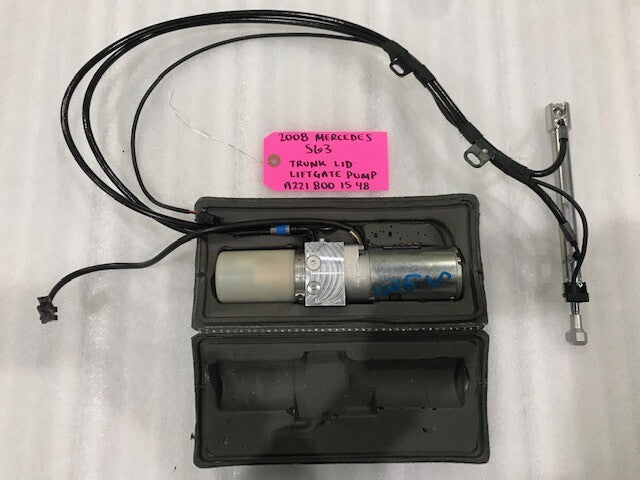 2008 MERCEDES
S63
TRUNK LID
LIFTGATE PUMP
A221 800 15 48